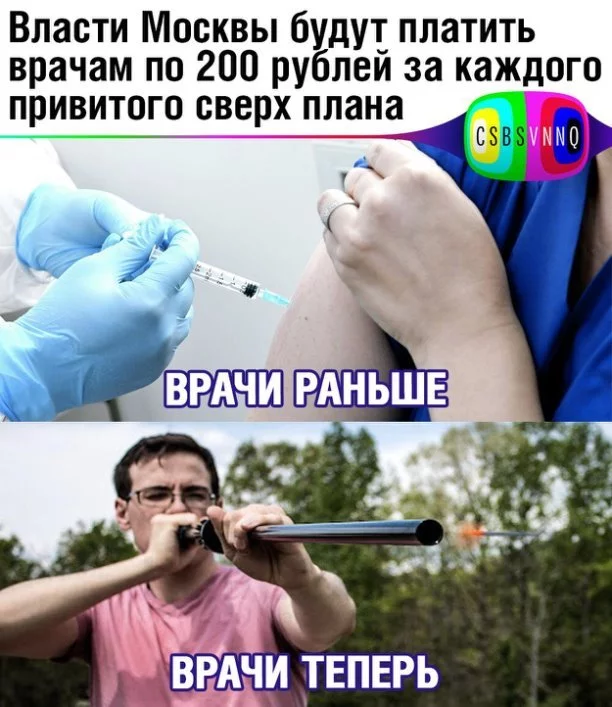 Власти Москвы будут платить
врачам по 200 рублей за каждого
привитого сверх плана
CSBSVNNQ
ВРАЧИ РАНЬШЕ
ВРАЧИ ТЕПЕРЬ